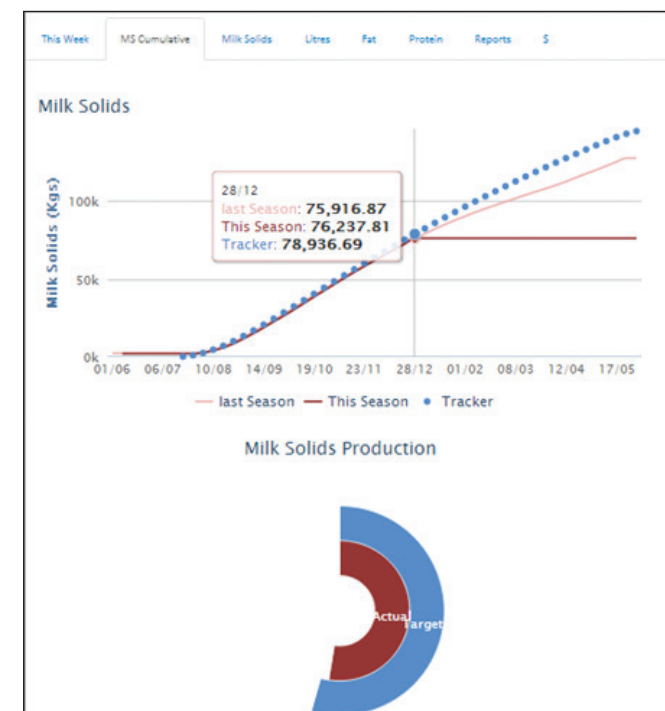 This Week MS Cumulative Milk Solids Litres Fat Protein Reports $
Milk Solids
Milk Solids (Kgs)
100k
50k
0k
28/12
last Season: 75,916.87
This Season: 76,237.81
Tracker: 78,936.69
01/06 06/07 10/08 14/09 19/10 23/11 28/12 01/02 08/03 12/04 17/05
last Season This Season Tracker
Milk Solids Production
Actual
Target